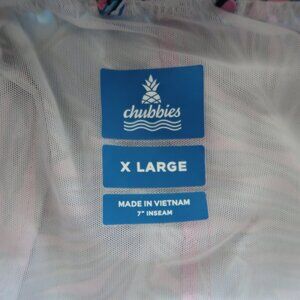 chubbies
X LARGE
MADE IN VIETNAM
7" INSEAM